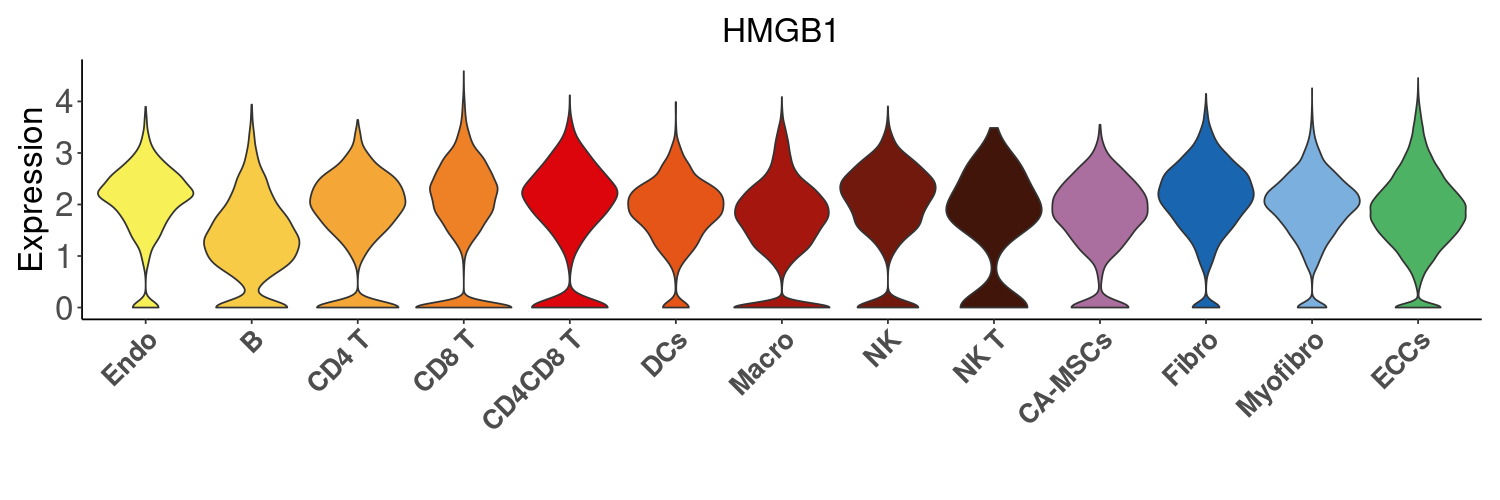 HMGB1
Expression
4
3
2
1
0
Endo
B
CD4 T
CD8 T
CD4CD8 T
DCs
Macro
NK
NK T
CA-MSCs
Fibro
Myofibro
ECCs